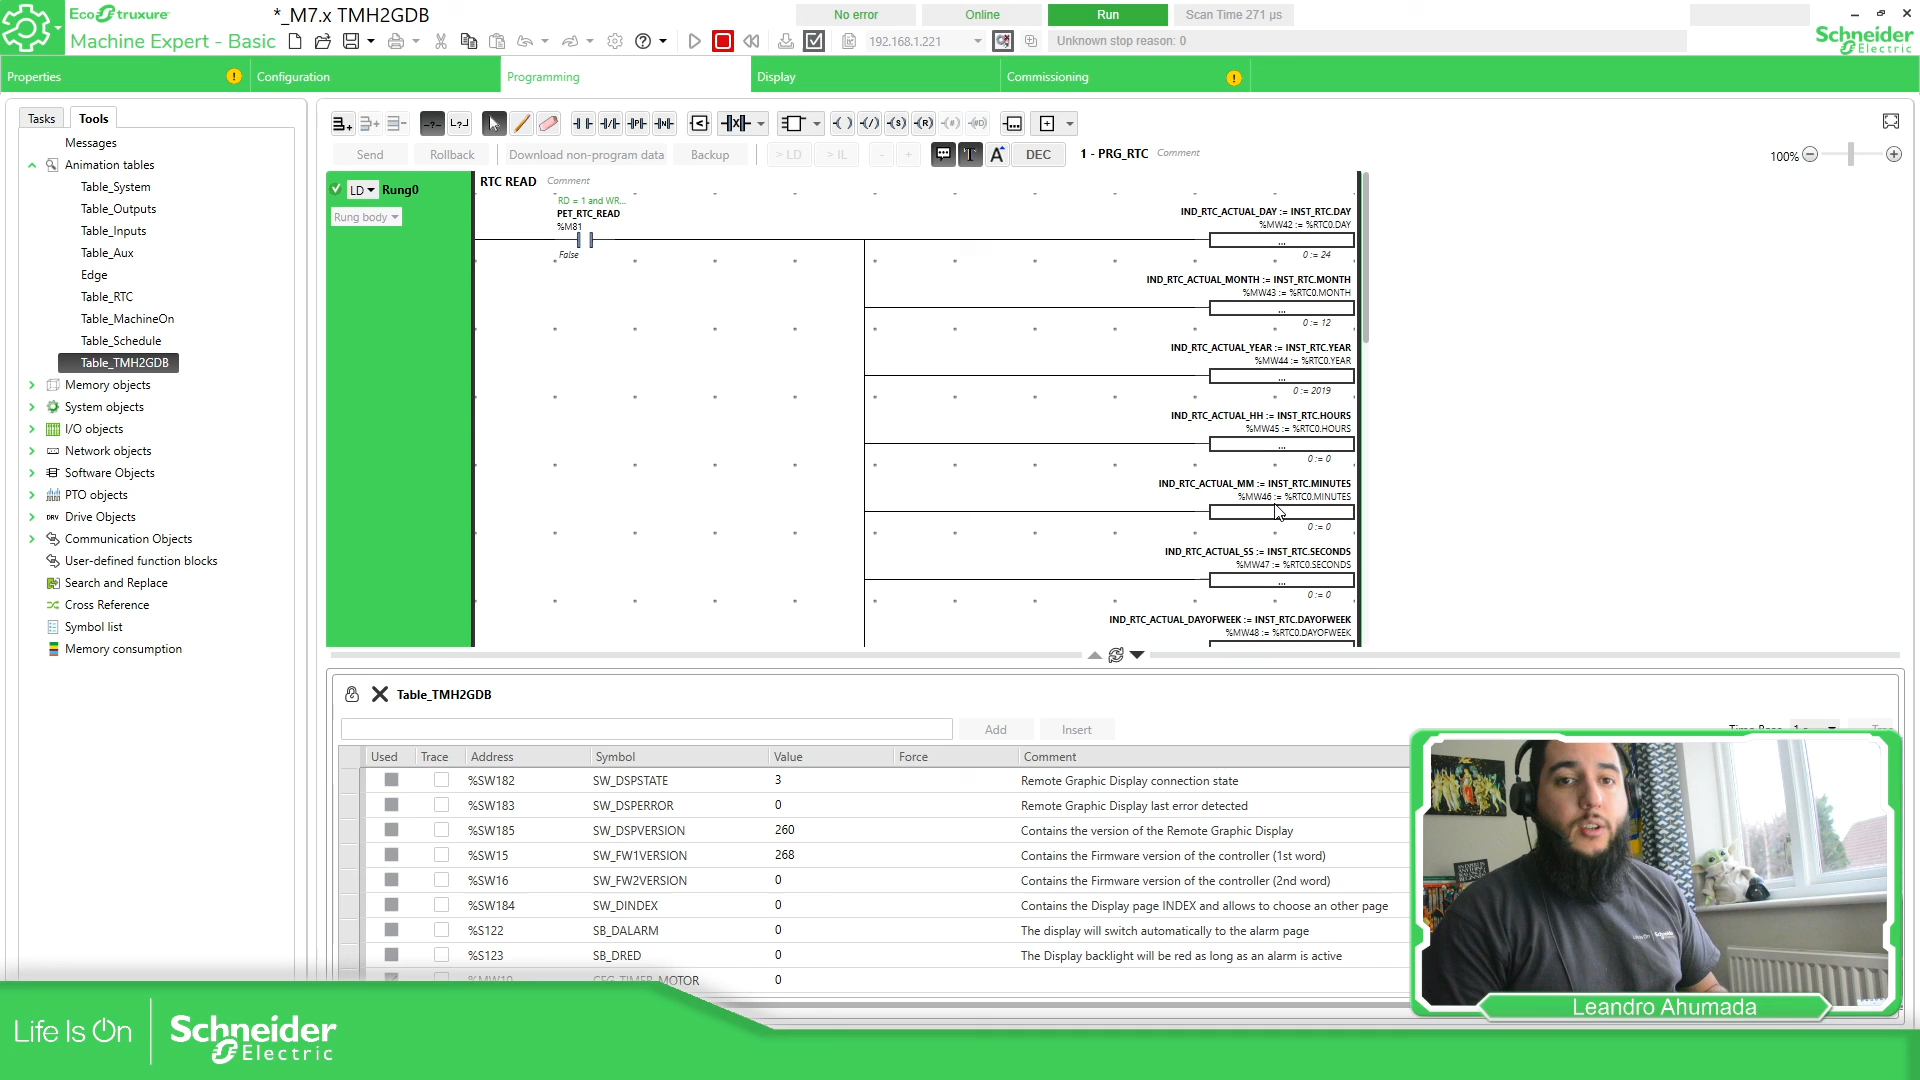 EcoStruxure
*_M7.x TMH2GDB
No error
Online
Run
Scan Time 271 µs
Machine Expert - Basic
192.168.1.221
Unknown stop reason: 0
Schneider Electric
Properties
Configuration
Programming
Display
Commissioning
Tasks
Tools
Messages
Animation tables
Table_System
Table_Outputs
Table_Inputs
Table_Aux
Edge
Table_RTC
Table_MachineOn
Table_Schedule
Table_TMH2GDB
Memory objects
System objects
I/O objects
Network objects
Software Objects
PTO objects
DRV Drive Objects
Communication Objects
User-defined function blocks
Search and Replace
Cross Reference
Symbol list
Memory consumption
Send
Rollback
Download non-program data
Backup
> LD
> IL
-
+
DEC
1 - PRG_RTC
Comment
100%
LD
Rung0
Rung body
RTC READ
Comment
RD = 1 and WR...
PET_RTC_READ
%M81
False
IND_RTC_ACTUAL_DAY := INST_RTC.DAY
%MW42 := %RTC0.DAY
...
0 := 24
IND_RTC_ACTUAL_MONTH := INST_RTC.MONTH
%MW43 := %RTC0.MONTH
...
0 := 12
IND_RTC_ACTUAL_YEAR := INST_RTC.YEAR
%MW44 := %RTC0.YEAR
...
0 := 2019
IND_RTC_ACTUAL_HH := INST_RTC.HOURS
%MW45 := %RTC0.HOURS
...
0 := 0
IND_RTC_ACTUAL_MM := INST_RTC.MINUTES
%MW46 := %RTC0.MINUTES
0 := 0
IND_RTC_ACTUAL_SS := INST_RTC.SECONDS
%MW47 := %RTC0.SECONDS
...
0 := 0
IND_RTC_ACTUAL_DAYOFWEEK := INST_RTC.DAYOFWEEK
%MW48 := %RTC0.DAYOFWEEK
Table_TMH2GDB
Add
Insert
Used Trace Address Symbol Value Force Comment
%SW182 SW_DSPSTATE 3 Remote Graphic Display connection state
%SW183 SW_DSPERROR 0 Remote Graphic Display last error detected
%SW185 SW_DSPVERSION 260 Contains the version of the Remote Graphic Display
%SW15 SW_FW1VERSION 268 Contains the Firmware version of the controller (1st word)
%SW16 SW_FW2VERSION 0 Contains the Firmware version of the controller (2nd word)
%SW184 SW_DINDEX 0 Contains the Display page INDEX and allows to choose an other page
%S122 SB_DALARM 0 The display will switch automatically to the alarm page
%S123 SB_DRED 0 The Display backlight will be red as long as an alarm is active
%MW10 CFG_TIMER_MOTOR 0
Leandro Ahumada
Life Is On
Schneider
Electric